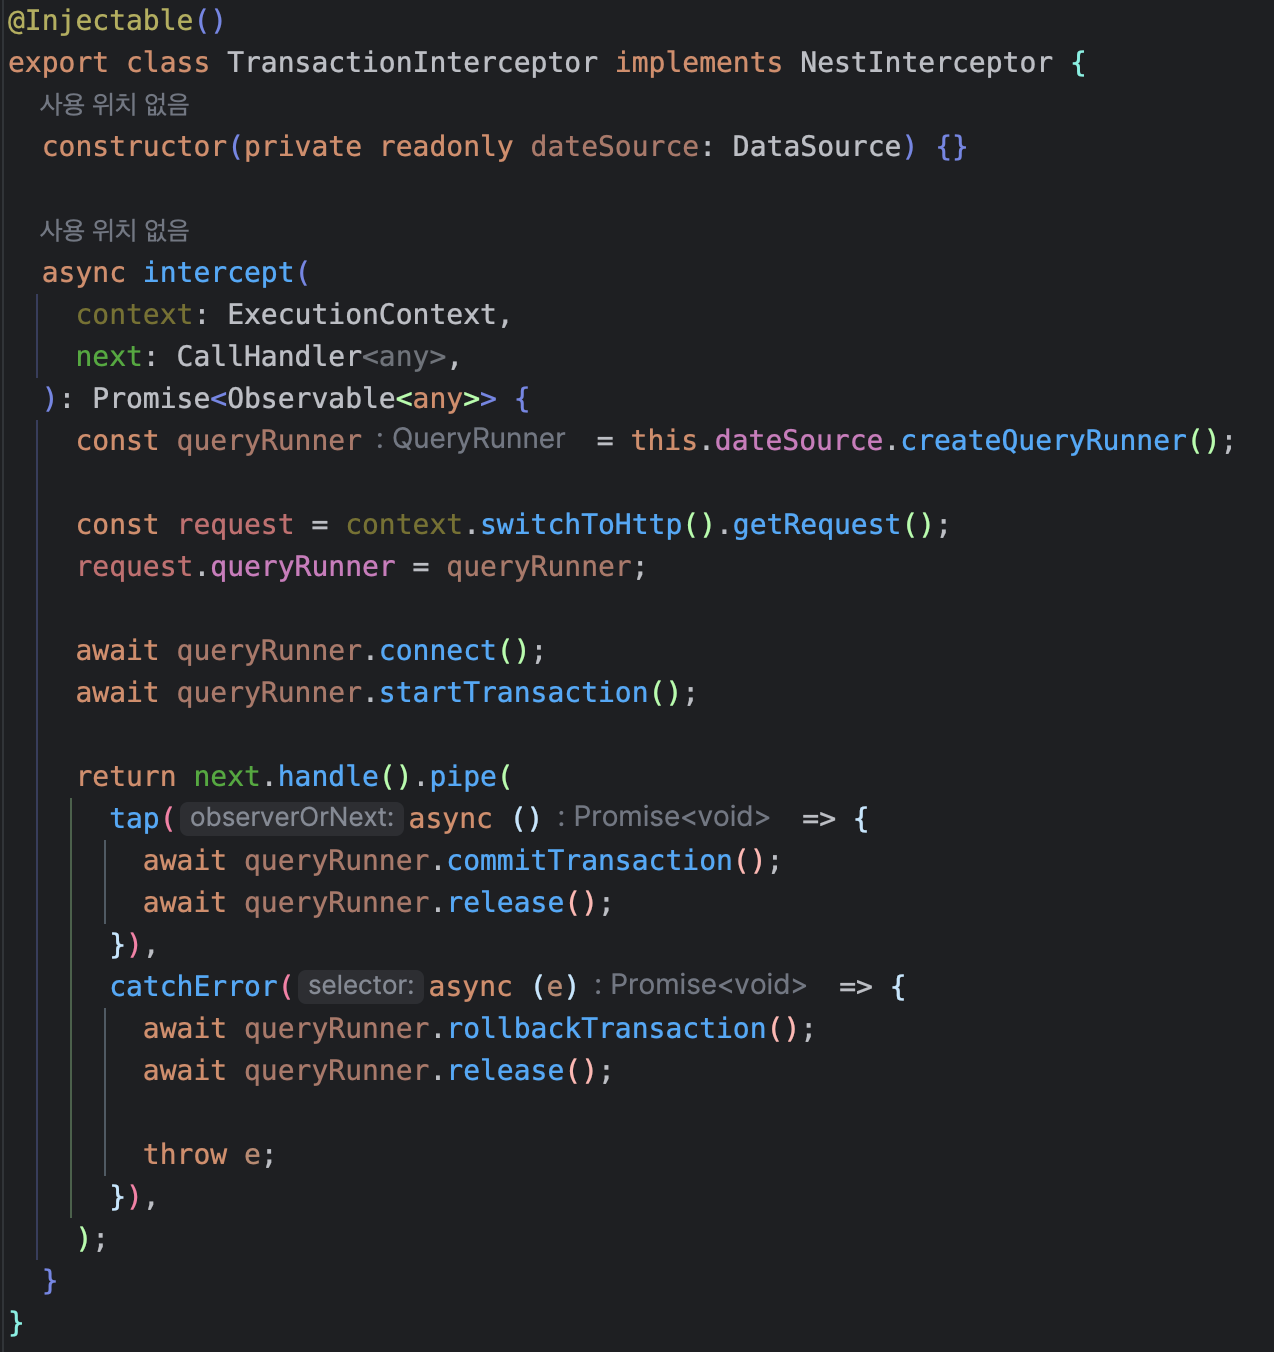 @Injectable()
export class TransactionInterceptor implements NestInterceptor {
사용 위치 없음
constructor(private readonly dateSource: DataSource) {}
사용 위치 없음
async intercept(
context: ExecutionContext,
next: CallHandler<any>,
): Promise<Observable<any>> {
const queryRunner : QueryRunner = this.dateSource.createQueryRunner();
const request = context.switchToHttp().getRequest();
request.queryRunner = queryRunner;
await queryRunner.connect();
await queryRunner.startTransaction();
return next.handle().pipe(
tap( observerOrNext: async () : Promise<void> => {
await queryRunner.commitTransaction();
await queryRunner.release();
}),
catchError( selector: async (e) : Promise<void> => {
await queryRunner.rollbackTransaction();
await queryRunner.release();
throw e;
}),
);
}
}